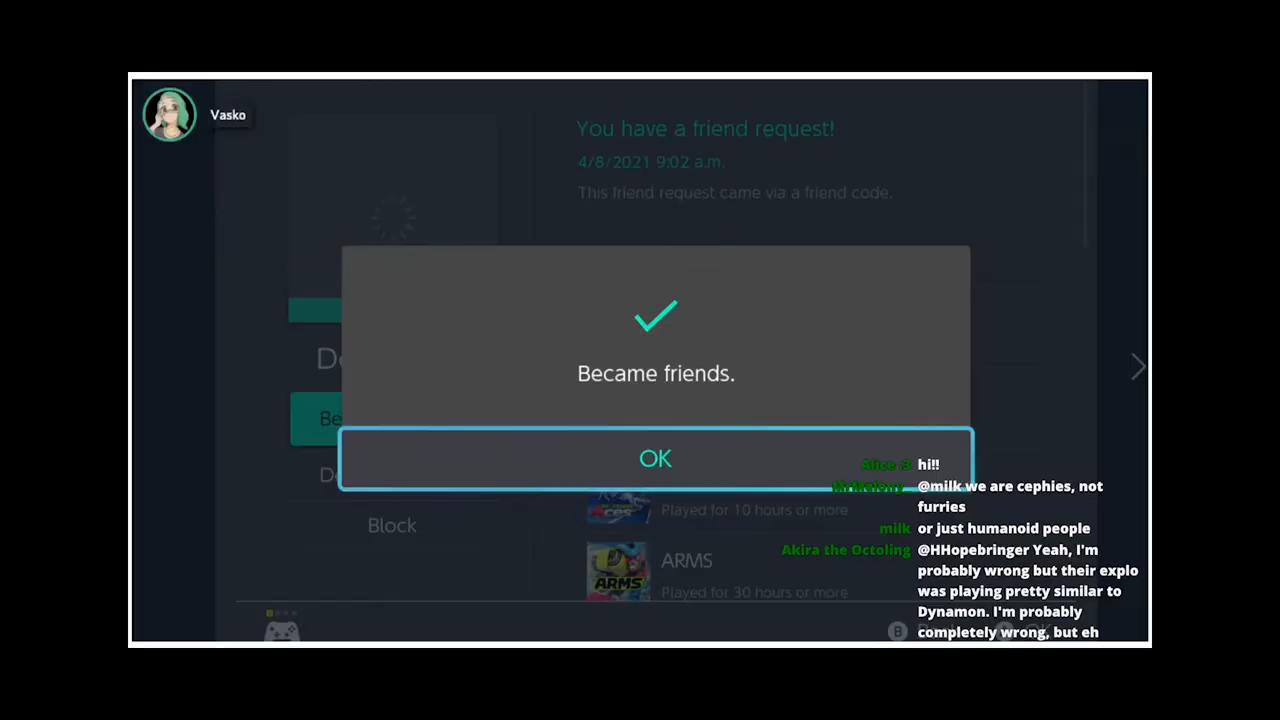 Vasko
You have a friend request!
4/8/2021 9:02 a.m.
This friend request came via a friend code.
Became friends.
OK
Block
Played for 10 hours or more
ARMS
ARMS
Played for 30 hours or more
Alice :3 hi!!
MrMalony @milk we are cephies, not
furries
milk or just humanoid people
Akira the Octoling @HHopebringer Yeah, I'm
probably wrong but their explo
was playing pretty similar to
Dynamon. I'm probably
completely wrong, but eh
B